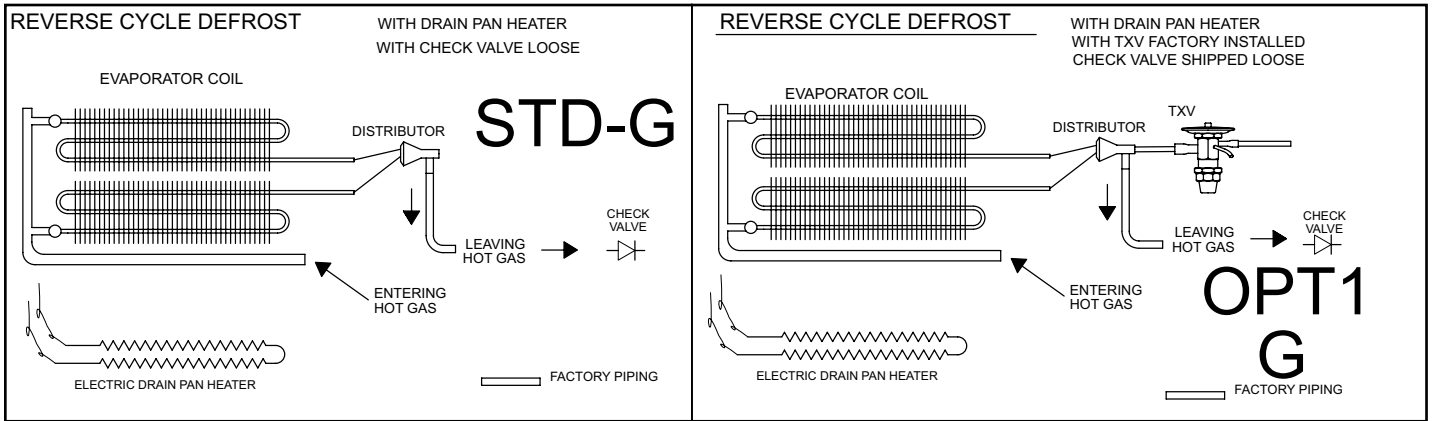 REVERSE CYCLE DEFROST
WITH DRAIN PAN HEATER
WITH CHECK VALVE LOOSE
EVAPORATOR COIL
STD-G
DISTRIBUTOR
CHECK
VALVE
LEAVING
HOT GAS
ENTERING
HOT GAS
ELECTRIC DRAIN PAN HEATER
FACTORY PIPING
REVERSE CYCLE DEFROST
WITH DRAIN PAN HEATER
WITH TXV FACTORY INSTALLED
CHECK VALVE SHIPPED LOOSE
EVAPORATOR COIL
TXV
DISTRIBUTOR
CHECK
VALVE
LEAVING
HOT GAS
ENTERING
HOT GAS
OPT1
G
ELECTRIC DRAIN PAN HEATER
FACTORY PIPING